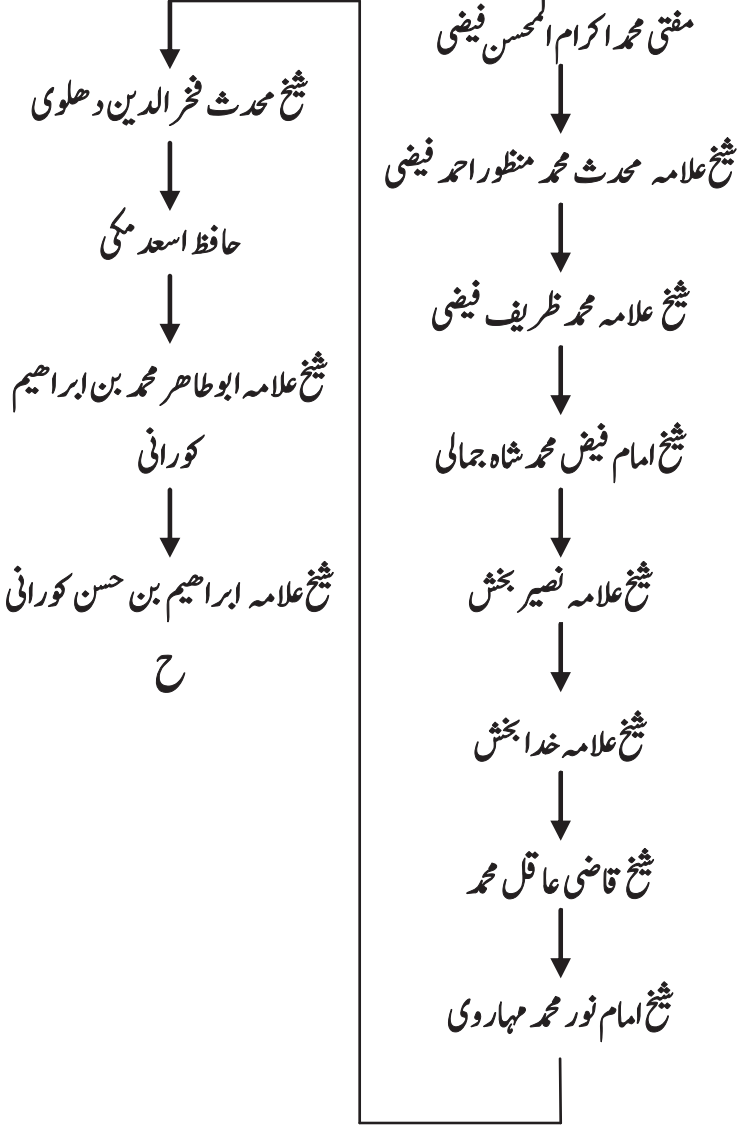 مفتی محمد اکرام المحسن فیضی
شیخ علامہ محدث محمد منظور احمد فیضی
شیخ علامہ محمد ظریف فیضی
شیخ امام فیض محمد شاہ جمالی
شیخ علامہ نصیر بخش
شیخ علامہ خدا بخش
شیخ قاضی عاقل محمد
شیخ امام نور محمد مہاروی
شیخ محدث فخر الدین دھلوی
حافظ اسعد مکی
شیخ علامہ ابو طاھر محمد بن ابراھیم
کورانی
شیخ علامہ ابراھیم بن حسن کورانی
ح